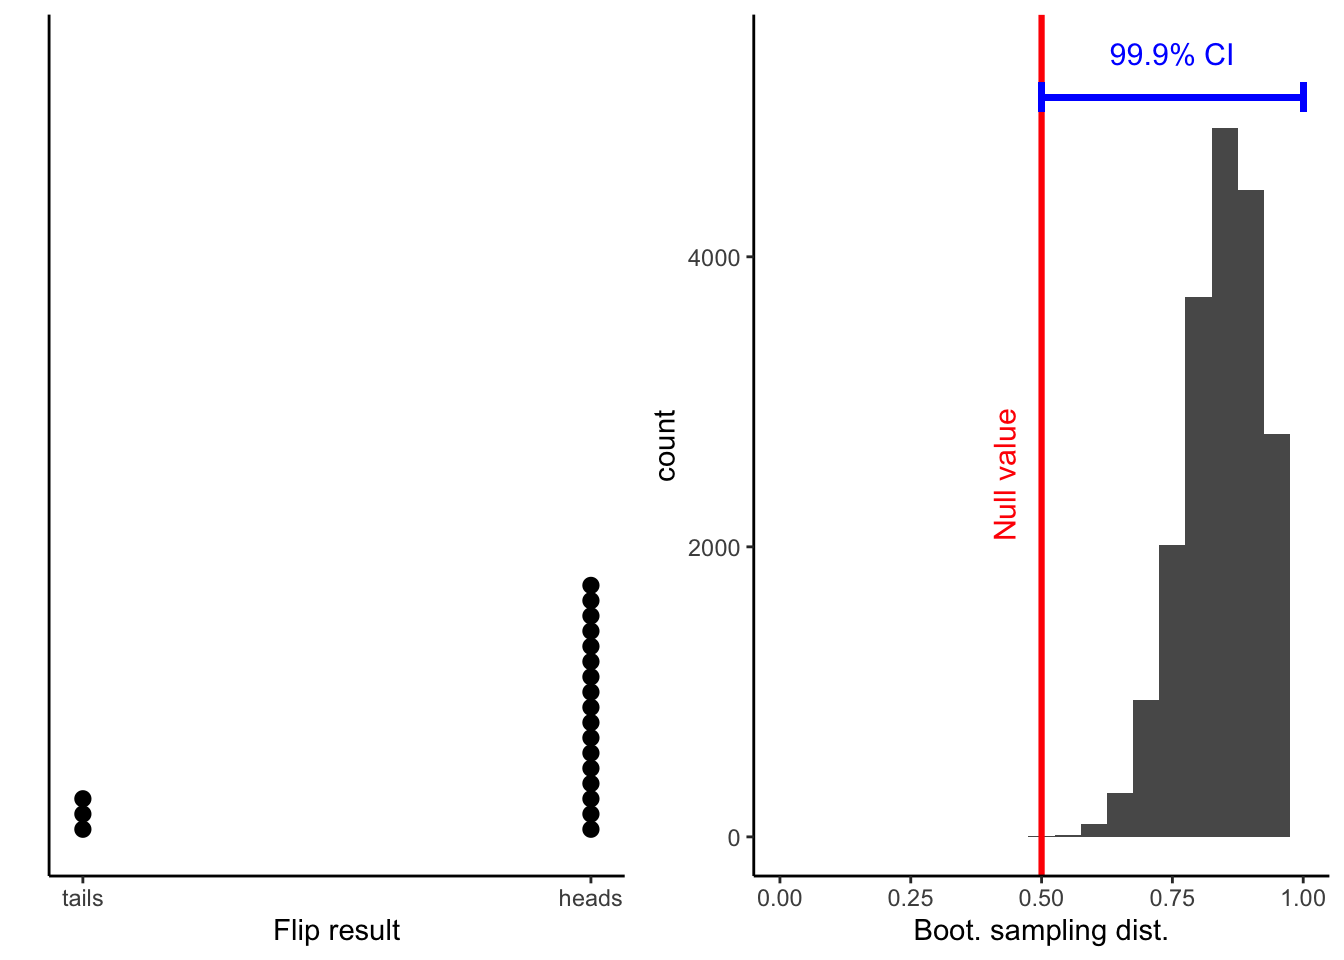 tails
heads
Flip result
99.9% CI
4000
2000
0
count
Null value
0.00
0.25
0.50
0.75
1.00
Boot. sampling dist.